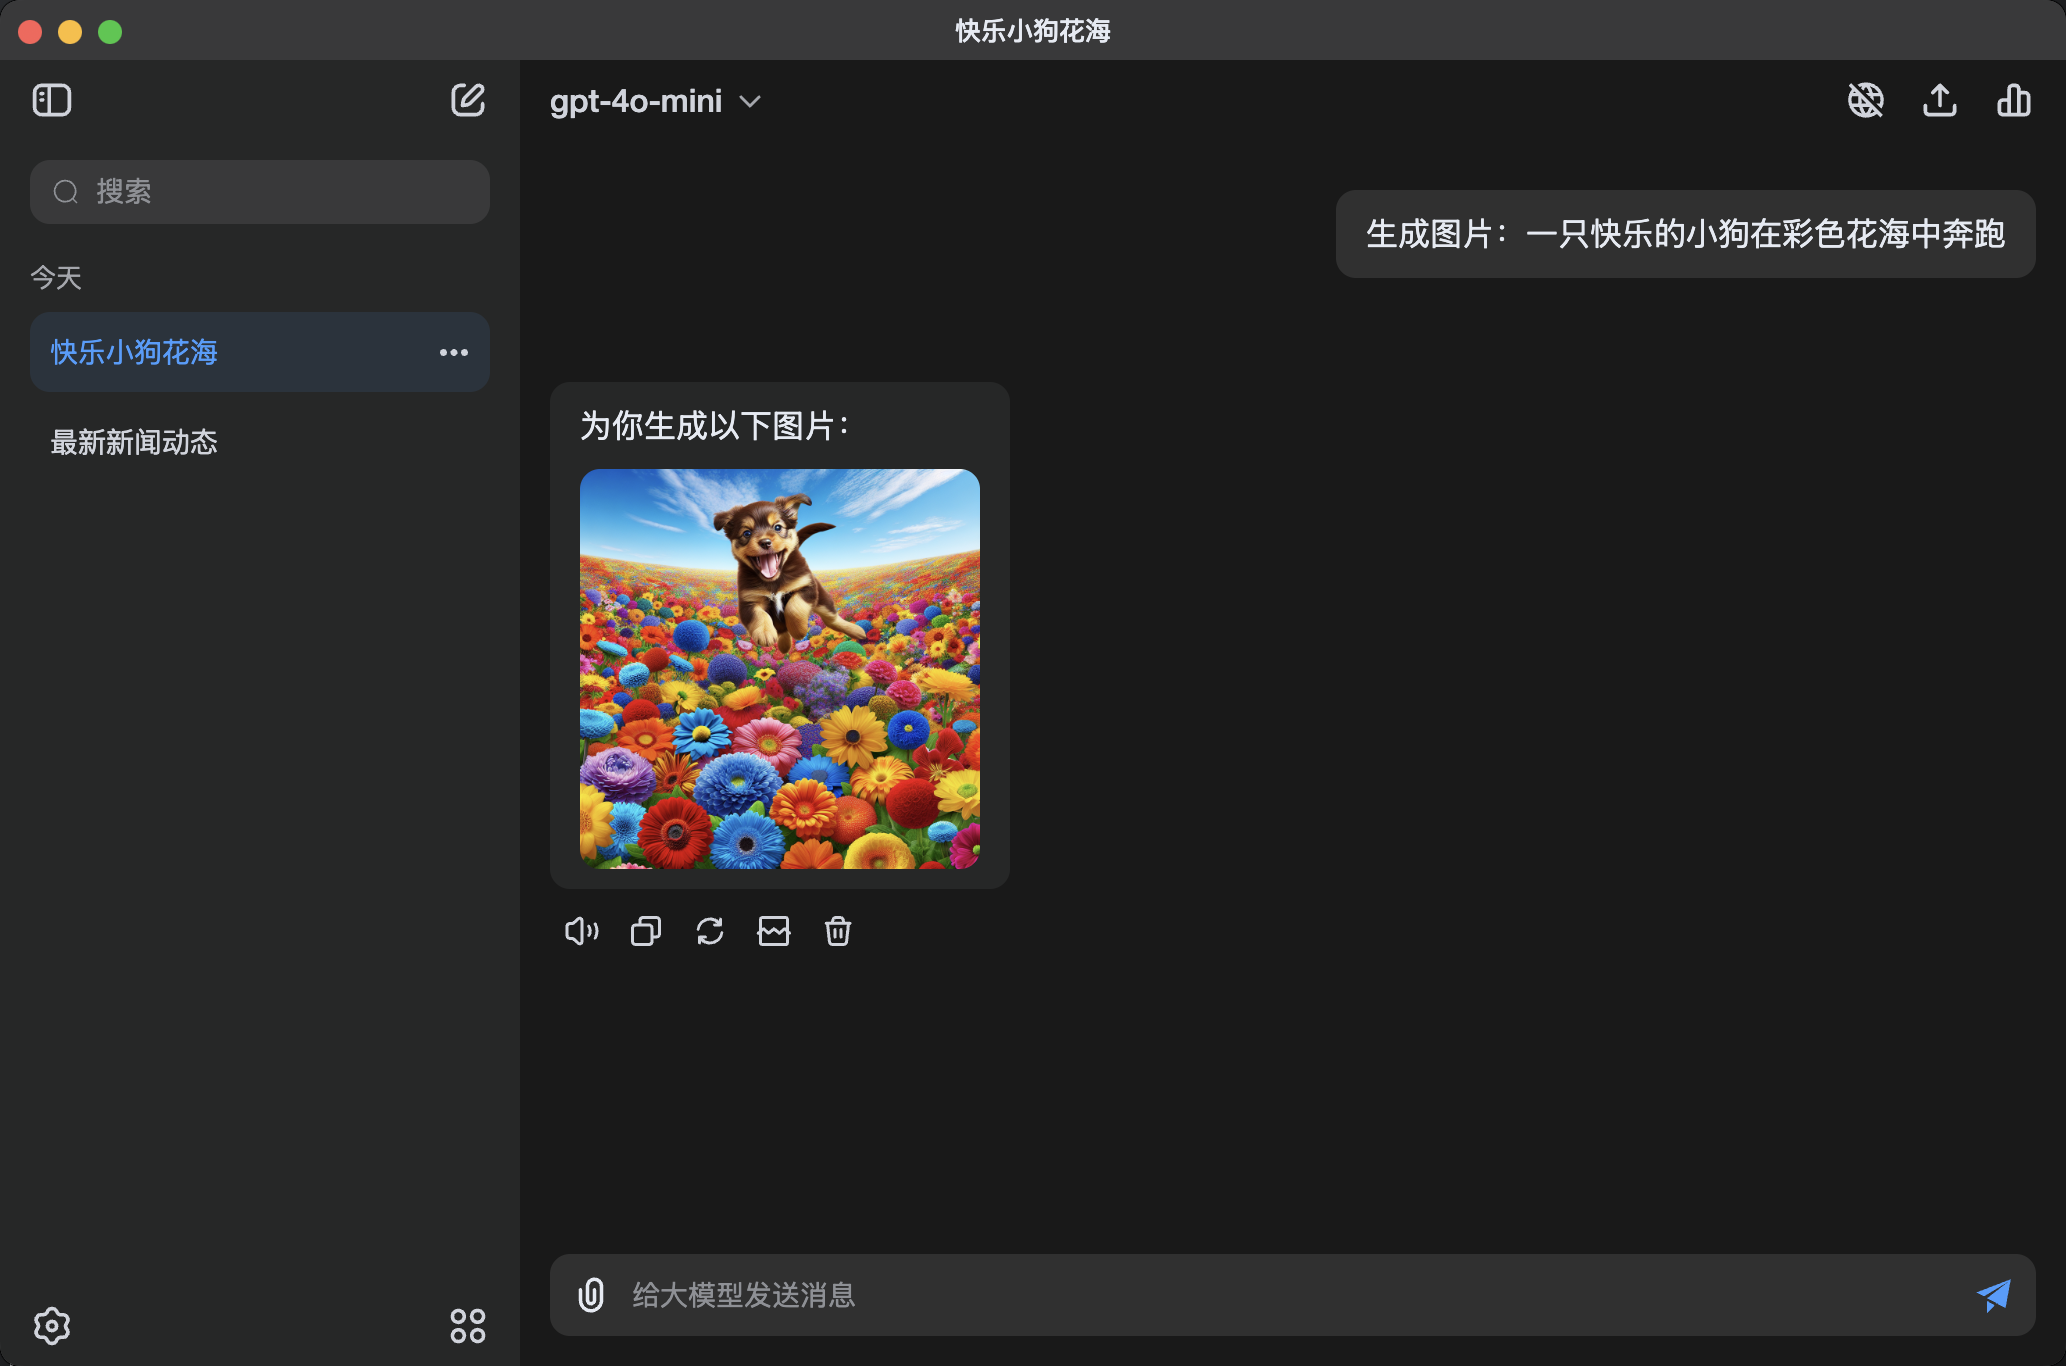 快乐小狗花海
搜索
今天
快乐小狗花海
最新新闻动态
gpt-4o-mini
生成图片：一只快乐的小狗在彩色花海中奔跑
为你生成以下图片：
给大模型发送消息